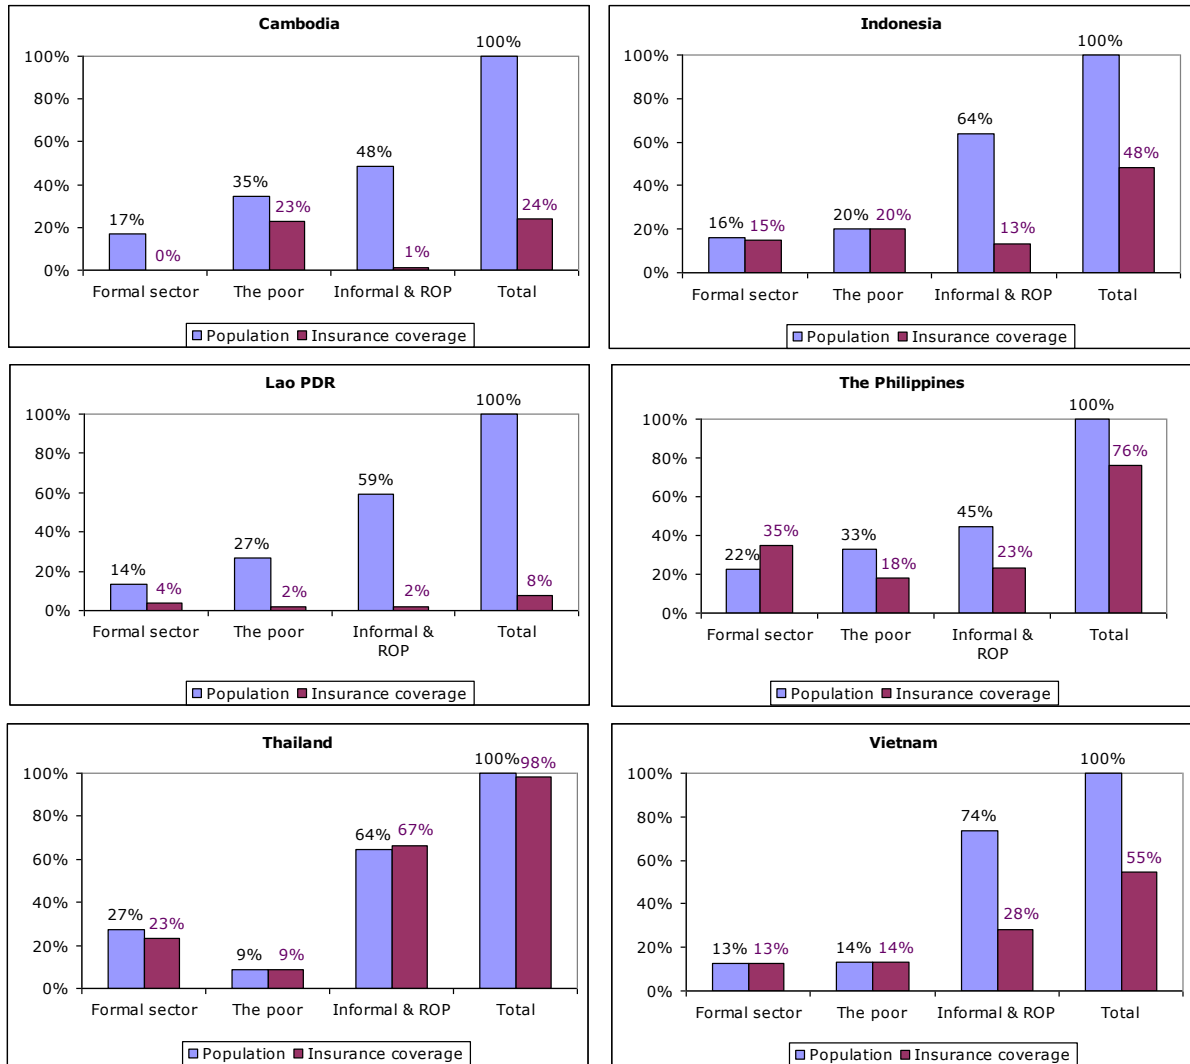 Cambodia
100%
100%
80%
60%
48%
40%
35%
23%
24%
20%
17%
0%
1%
0%
Formal sector The poor Informal & ROP Total
Population Insurance coverage
Indonesia
100%
100%
80%
64%
60%
48%
40%
20%
16% 15% 20% 20% 13%
0%
Formal sector The poor Informal & ROP Total
Population Insurance coverage
Lao PDR
100%
100%
80%
59%
60%
40%
27%
20%
14%
4% 2% 2% 8%
0%
Formal sector The poor Informal &
ROP Total
Population Insurance coverage
The Philippines
100%
100%
80%
76%
60%
45%
40%
35%
33%
22%
18%
23%
20%
0%
Formal sector The poor Informal &
ROP Total
Population Insurance coverage
Thailand
100% 98%
100%
80%
64% 67%
60%
40%
27% 23%
20%
9% 9%
0%
Formal sector The poor Informal & ROP Total
Population Insurance coverage
Vietnam
100%
100%
80%
74%
60%
55%
40%
28%
20%
13% 13% 14% 14%
0%
Formal sector The poor Informal & ROP Total
Population Insurance coverage